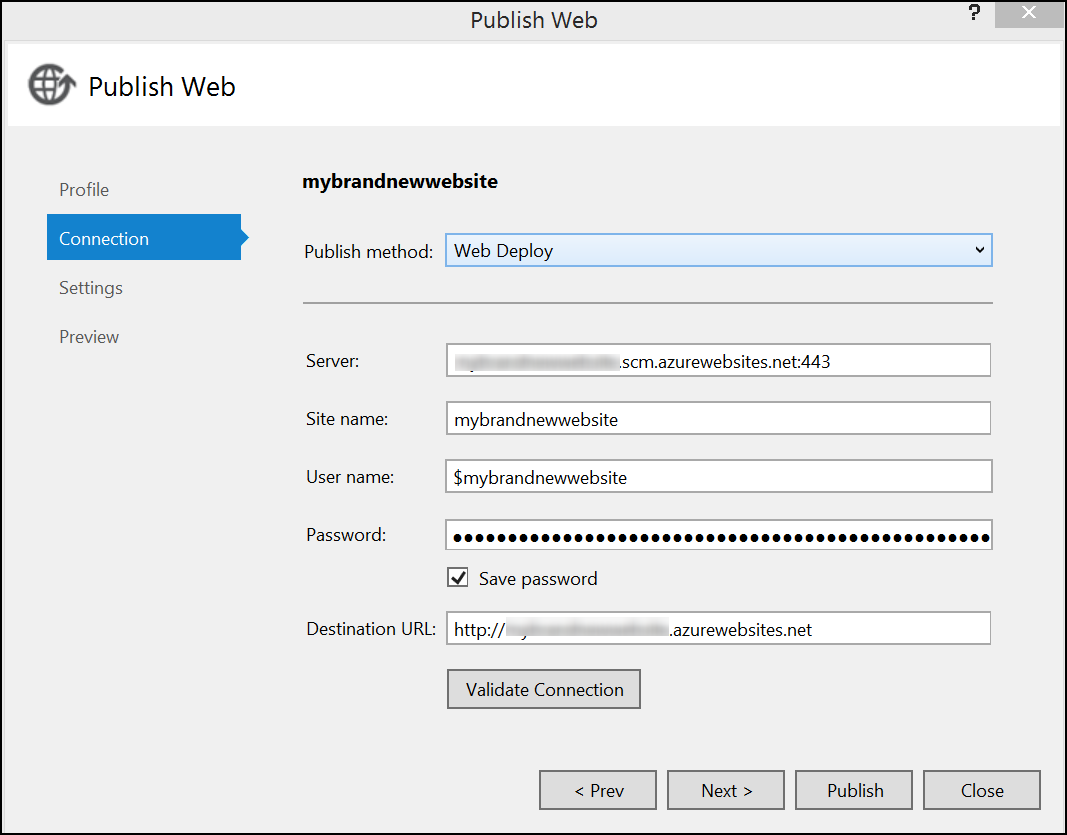 Publish Web
?
Publish Web
Profile
Connection
Settings
Preview
mybrandnewwebsite
Publish method: Web Deploy
Server: .scm.azurewebsites.net:443
Site name: mybrandnewwebsite
User name: $mybrandnewwebsite
Password: ●●●●●●●●●●●●●●●●●●●●●●●●●●●●●●●●●●●●●●●●●●●●●●●
Save password
Destination URL: http:// .azurewebsites.net
Validate Connection
< Prev Next > Publish Close